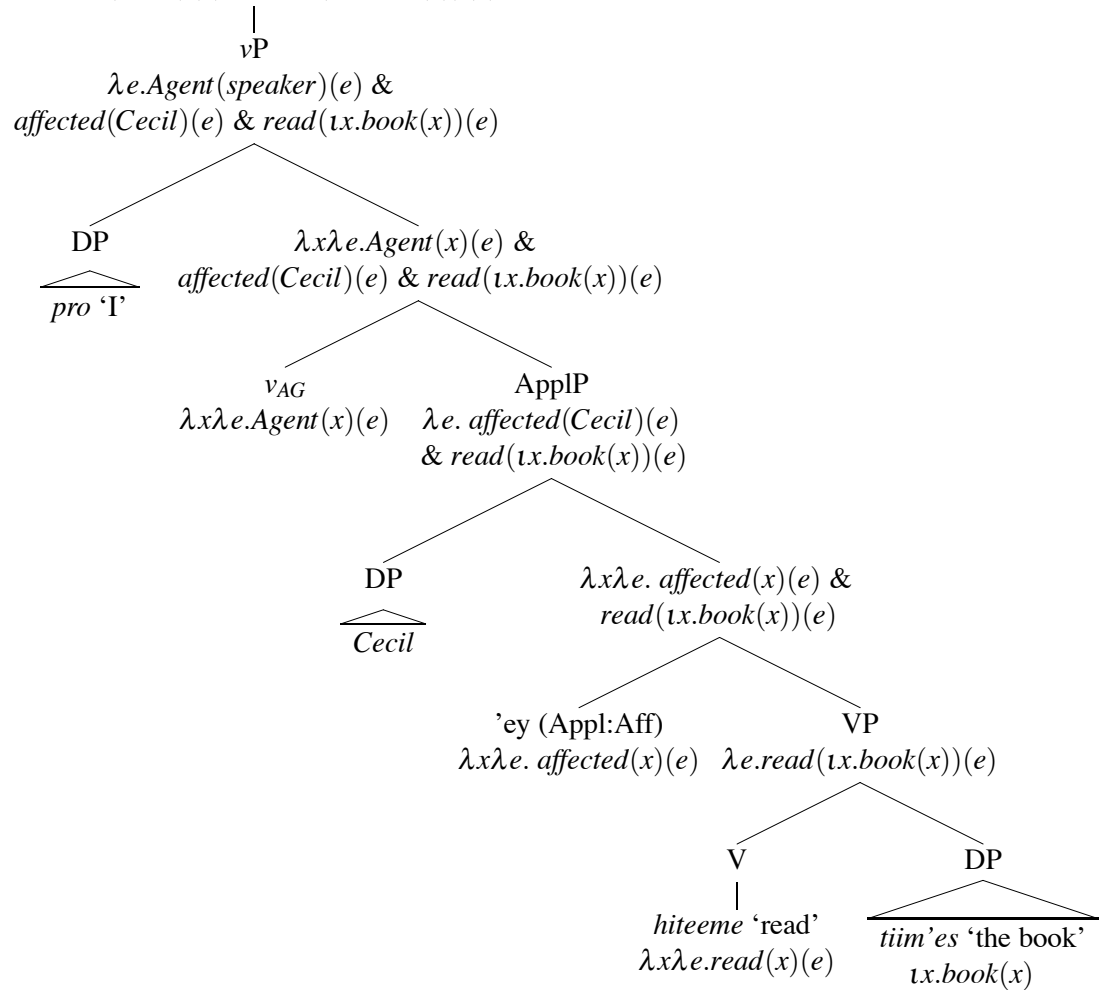 vP
λe.Agent(speaker)(e) &
affected(Cecil)(e) & read(ιx.book(x))(e)
DP
λxλe.Agent(x)(e) &
affected(Cecil)(e) & read(ιx.book(x))(e)
pro ‘I’
v_AG
ApplP
λxλe.Agent(x)(e)
λe. affected(Cecil)(e)
& read(ιx.book(x))(e)
DP
λxλe. affected(x)(e) &
read(ιx.book(x))(e)
Cecil
’ey (Appl:Aff)
VP
λxλe. affected(x)(e)
λe.read(ιx.book(x))(e)
V
DP
hiteeme ‘read’
tiim’es ‘the book’
λxλe.read(x)(e)
ιx.book(x)